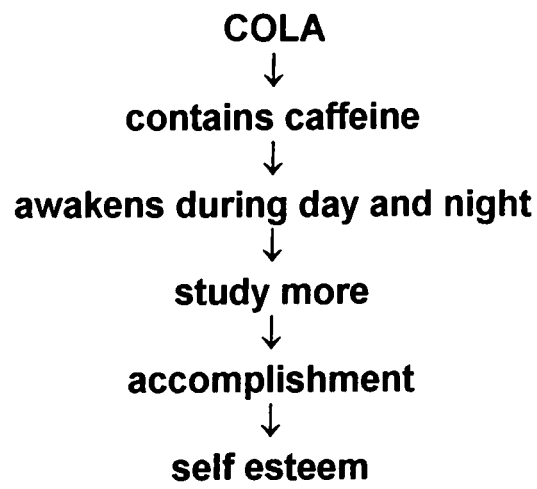 COLA
contains caffeine
awakens during day and night
study more
accomplishment
self esteem